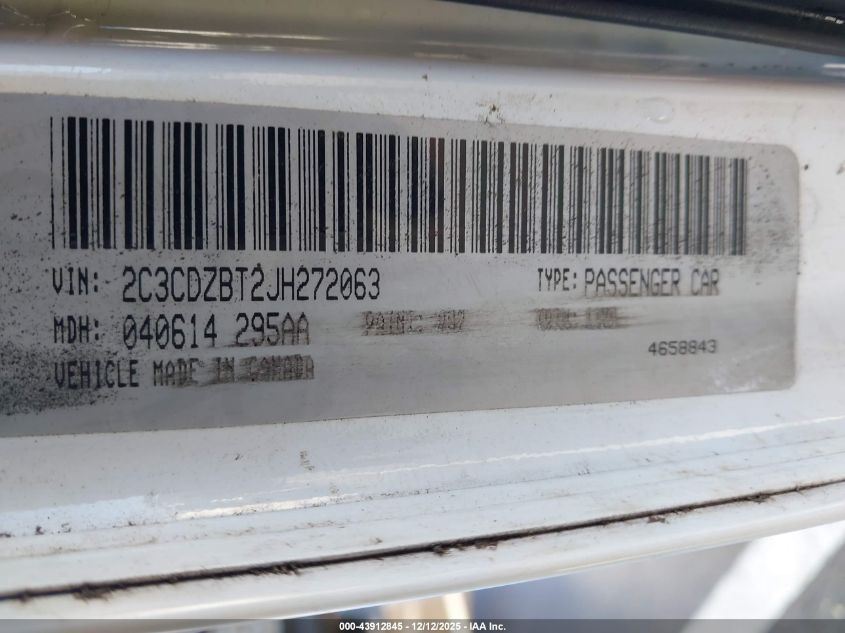 VIN: 2C3CDZBT2JH272063 TYPE: PASSENGER CAR
MDH: 040614 295AA PAINT:
4658843
VEHICLE MADE IN CANADA
000-43912845 - 12/12/2025 - IAA Inc.